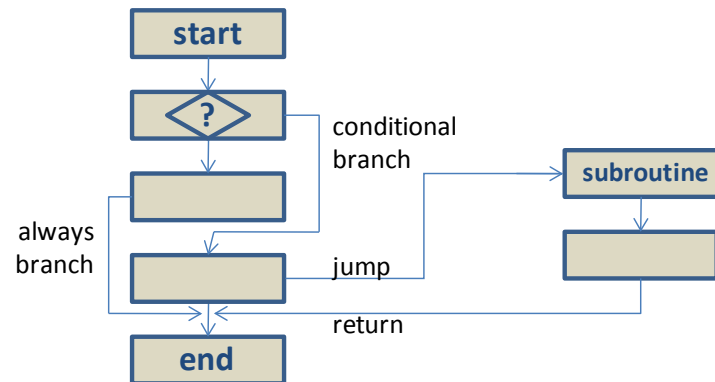 start
?
conditional
branch
subroutine
always
branch
jump
return
end